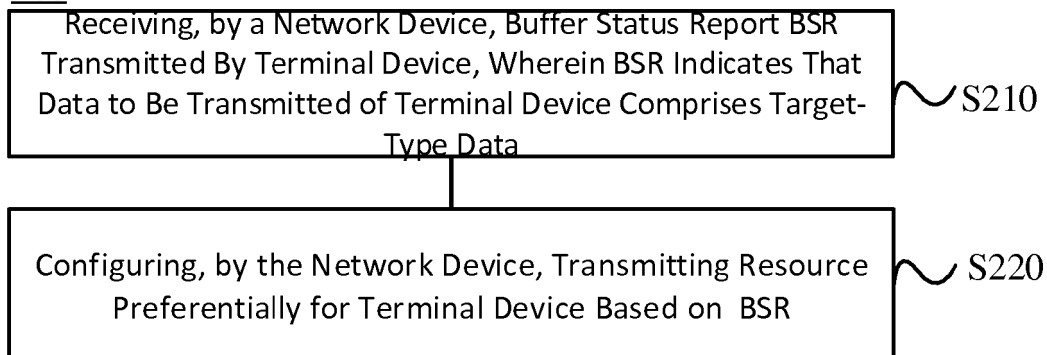 Receiving, by a Network Device, Buffer Status Report BSR
Transmitted By Terminal Device, Wherein BSR Indicates That
Data to Be Transmitted of Terminal Device Comprises Target-
Type Data
S210
Configuring, by the Network Device, Transmitting Resource
Preferentially for Terminal Device Based on BSR
S220